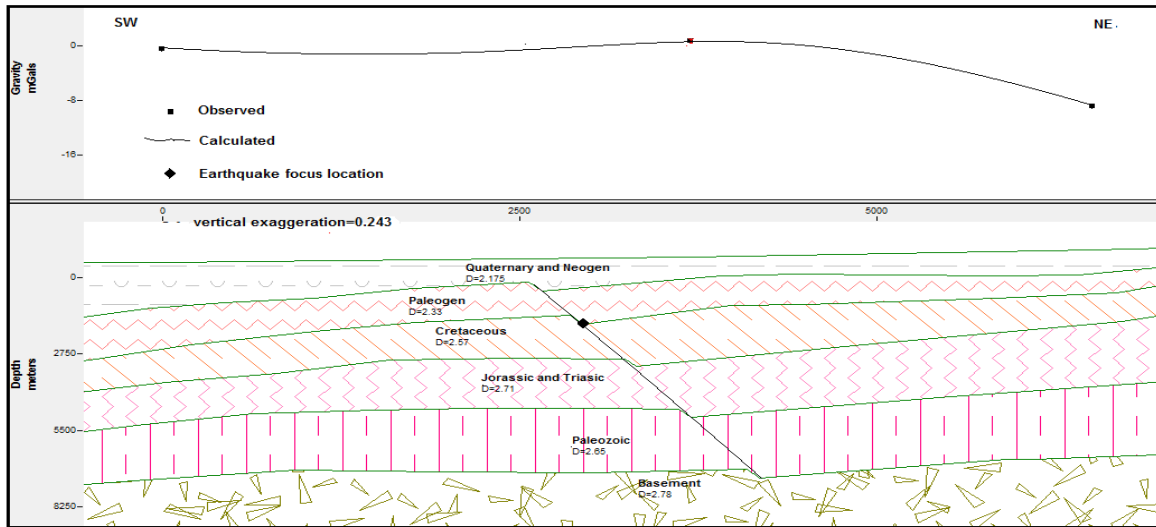 SW
NE .
0
-8
-16
Gravity
mGals
Observed
Calculated
Earthquake focus location
0
2500
5000
vertical exaggeration=0.243
0
2750
5500
8250
Depth
meters
Quaternary and Neogen
D=2.175
Paleogen
D=2.33
Cretaceous
D=2.57
Jorassic and Triasic
D=2.71
Paleozoic
D=2.65
Basement
D=2.78